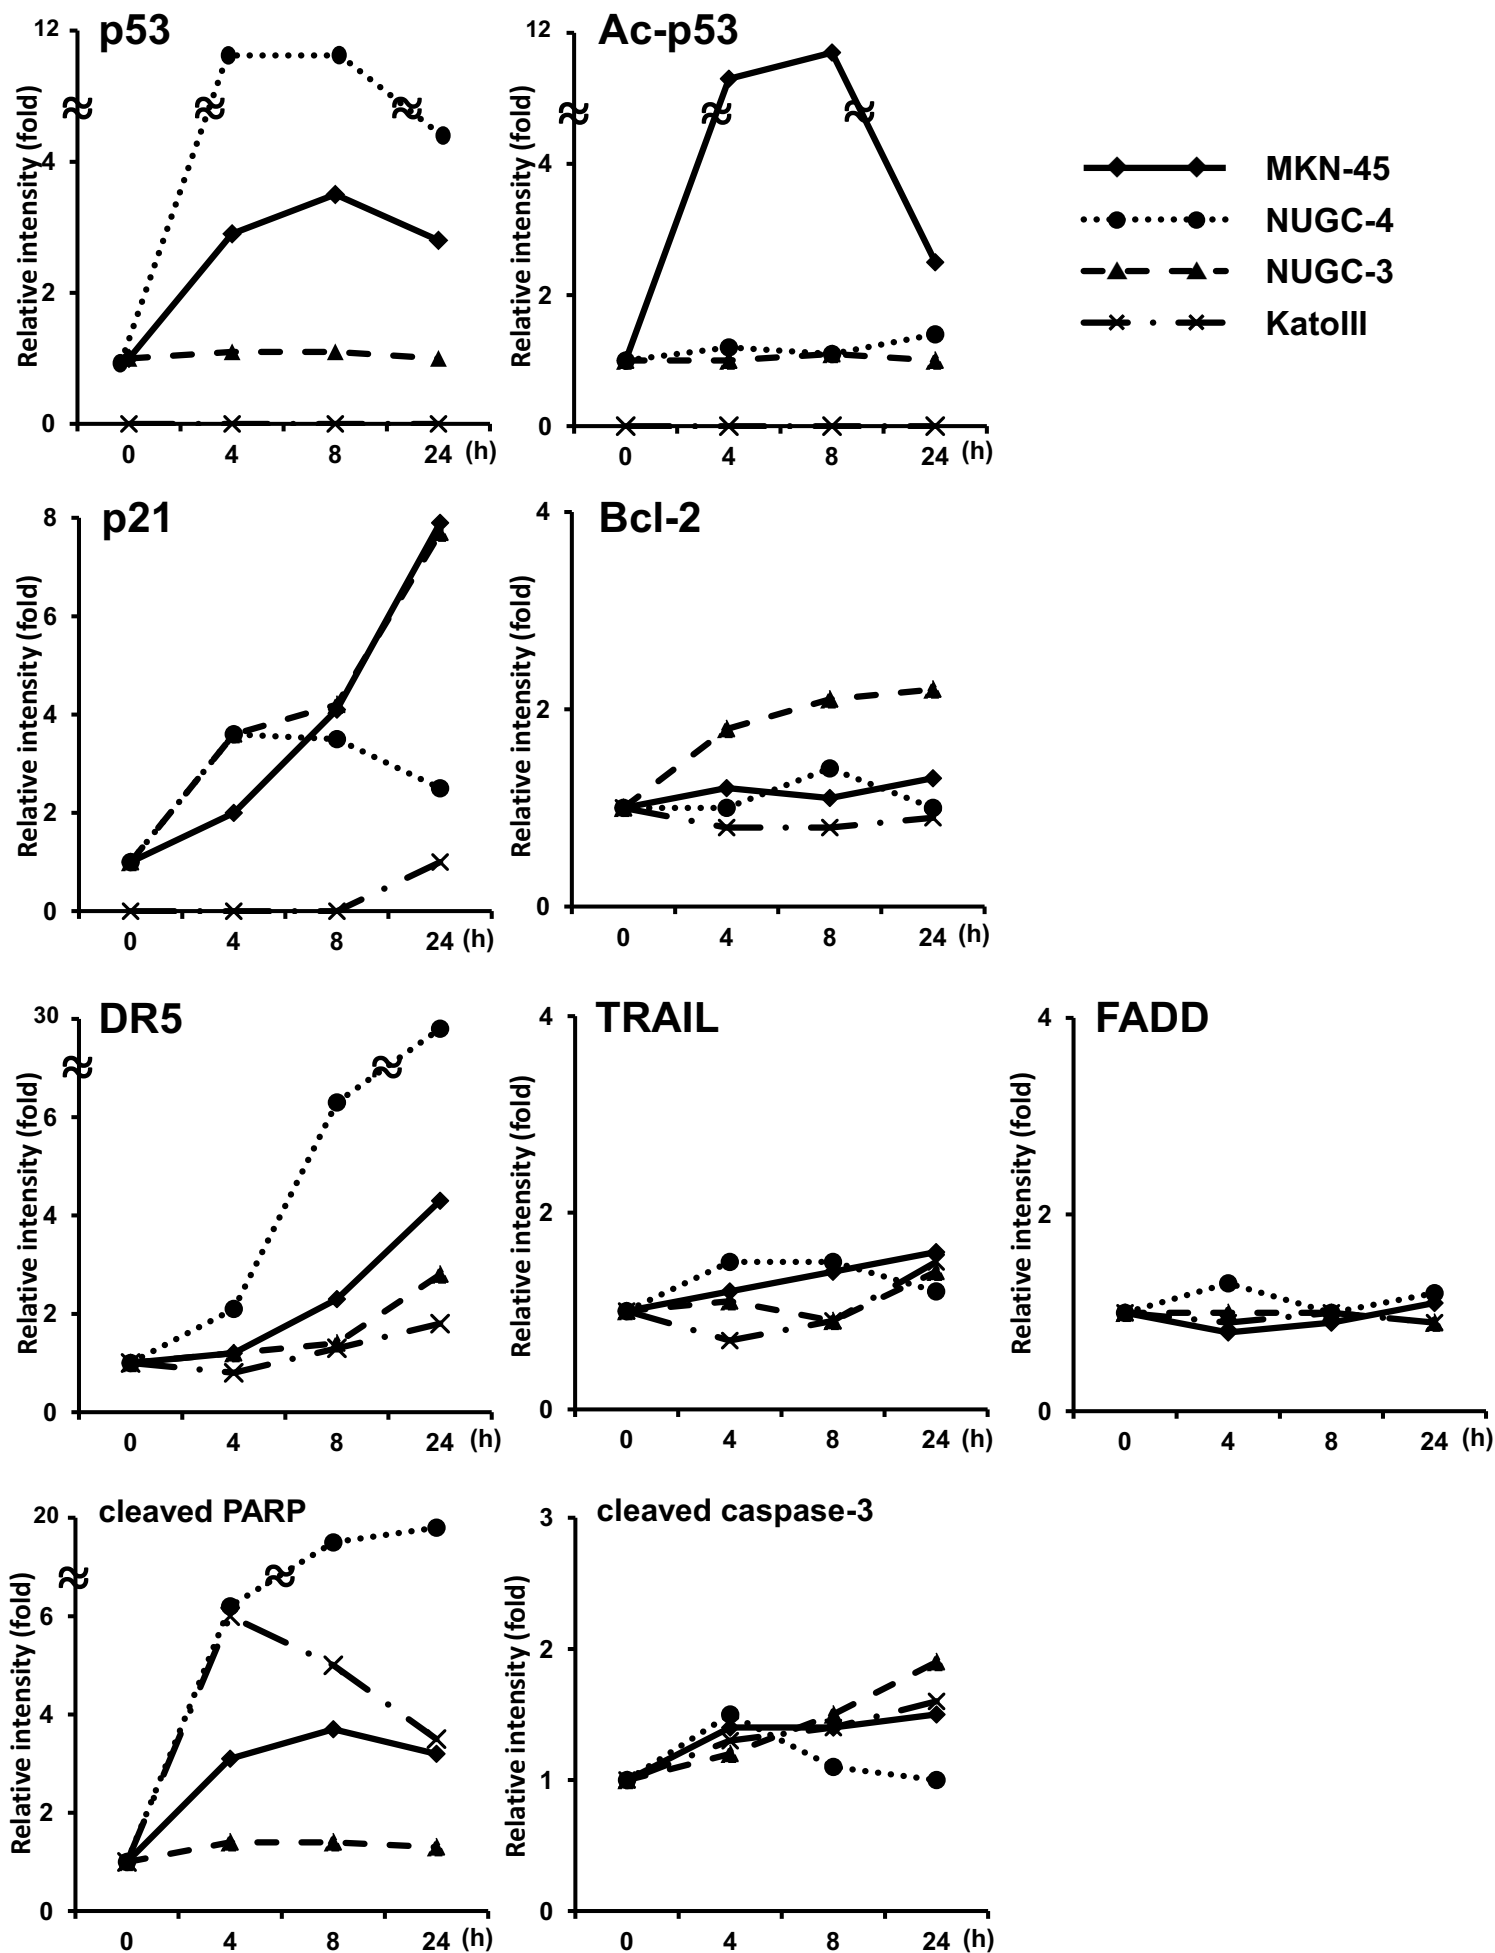 p53
Relative intensity (fold)
12
4
2
0
0 4 8 24 (h)
Ac-p53
Relative intensity (fold)
12
4
2
0
0 4 8 24 (h)
MKN-45
NUGC-4
NUGC-3
KatoIII
p21
Relative intensity (fold)
8
6
4
2
0
0 4 8 24 (h)
Bcl-2
Relative intensity (fold)
4
2
0
0 4 8 24 (h)
DR5
Relative intensity (fold)
30
6
4
2
0
0 4 8 24 (h)
TRAIL
Relative intensity (fold)
4
2
0
0 4 8 24 (h)
FADD
Relative intensity (fold)
4
2
0
0 4 8 24 (h)
cleaved PARP
Relative intensity (fold)
20
6
4
2
0
0 4 8 24 (h)
cleaved caspase-3
Relative intensity (fold)
3
2
1
0
0 4 8 24 (h)